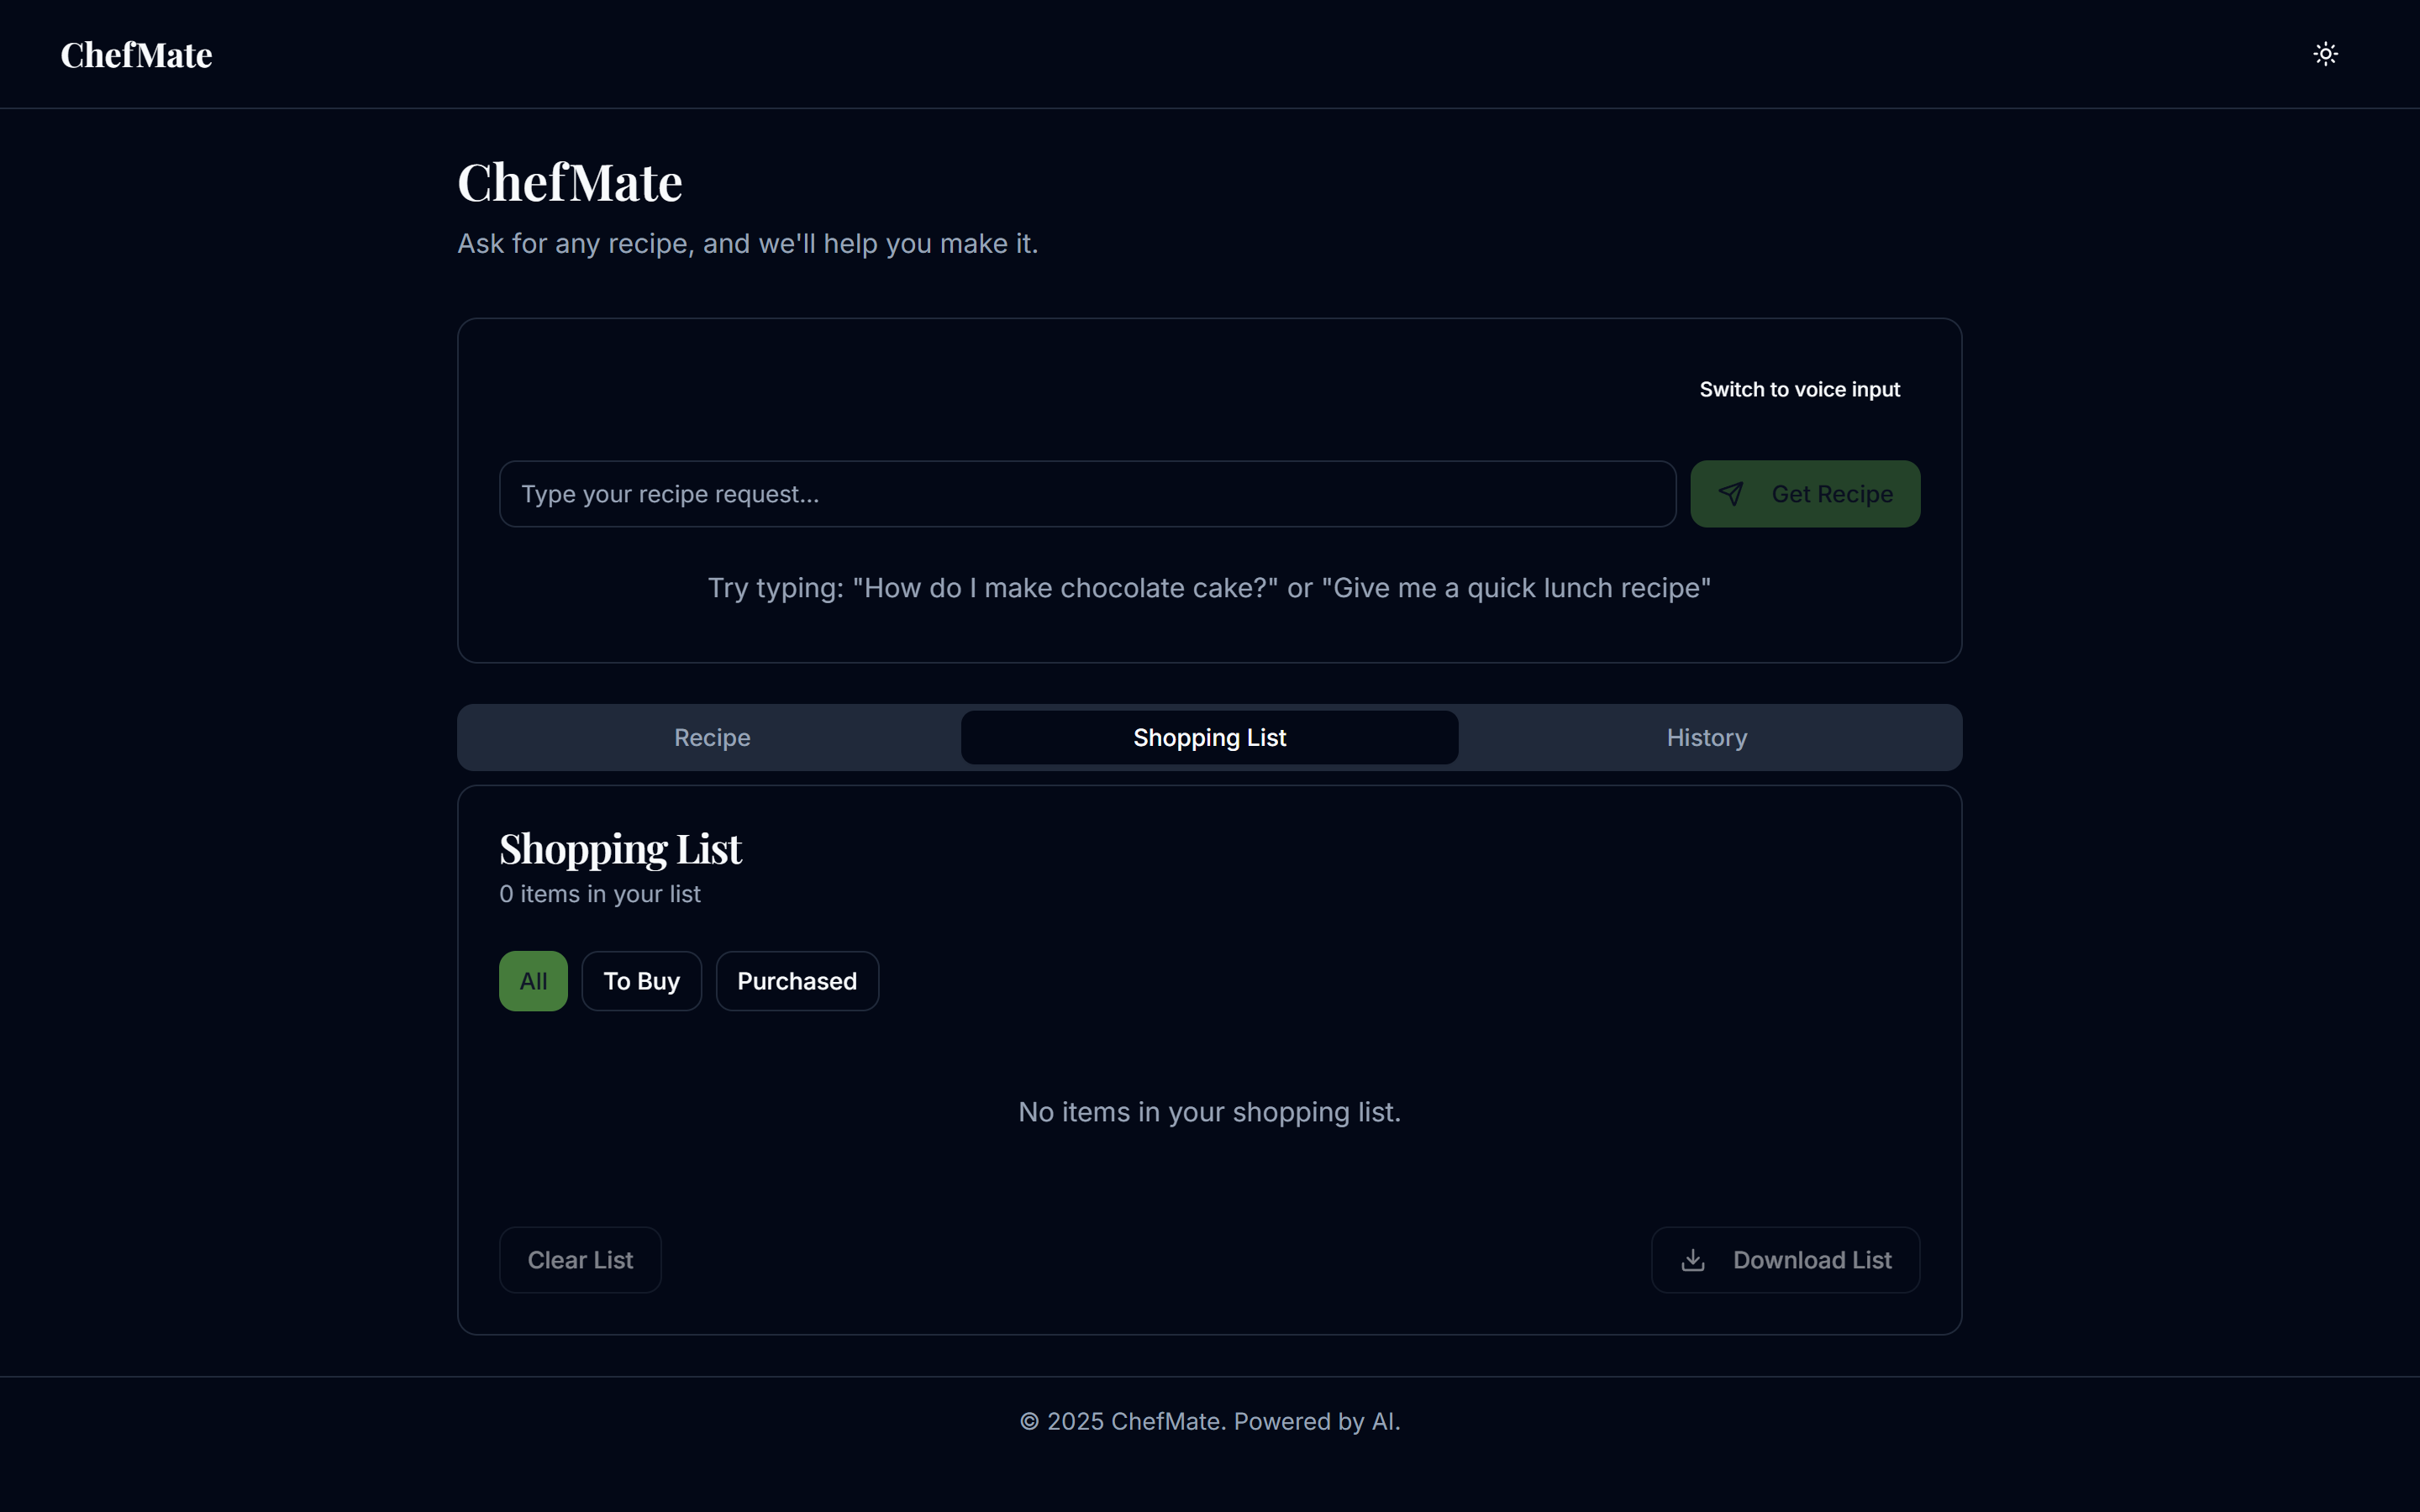 ChefMate
ChefMate
Ask for any recipe, and we'll help you make it.
Switch to voice input
Type your recipe request...
Get Recipe
Try typing: "How do I make chocolate cake?" or "Give me a quick lunch recipe"
Recipe
Shopping List
History
Shopping List
0 items in your list
All
To Buy
Purchased
No items in your shopping list.
Clear List
Download List
© 2025 ChefMate. Powered by AI.